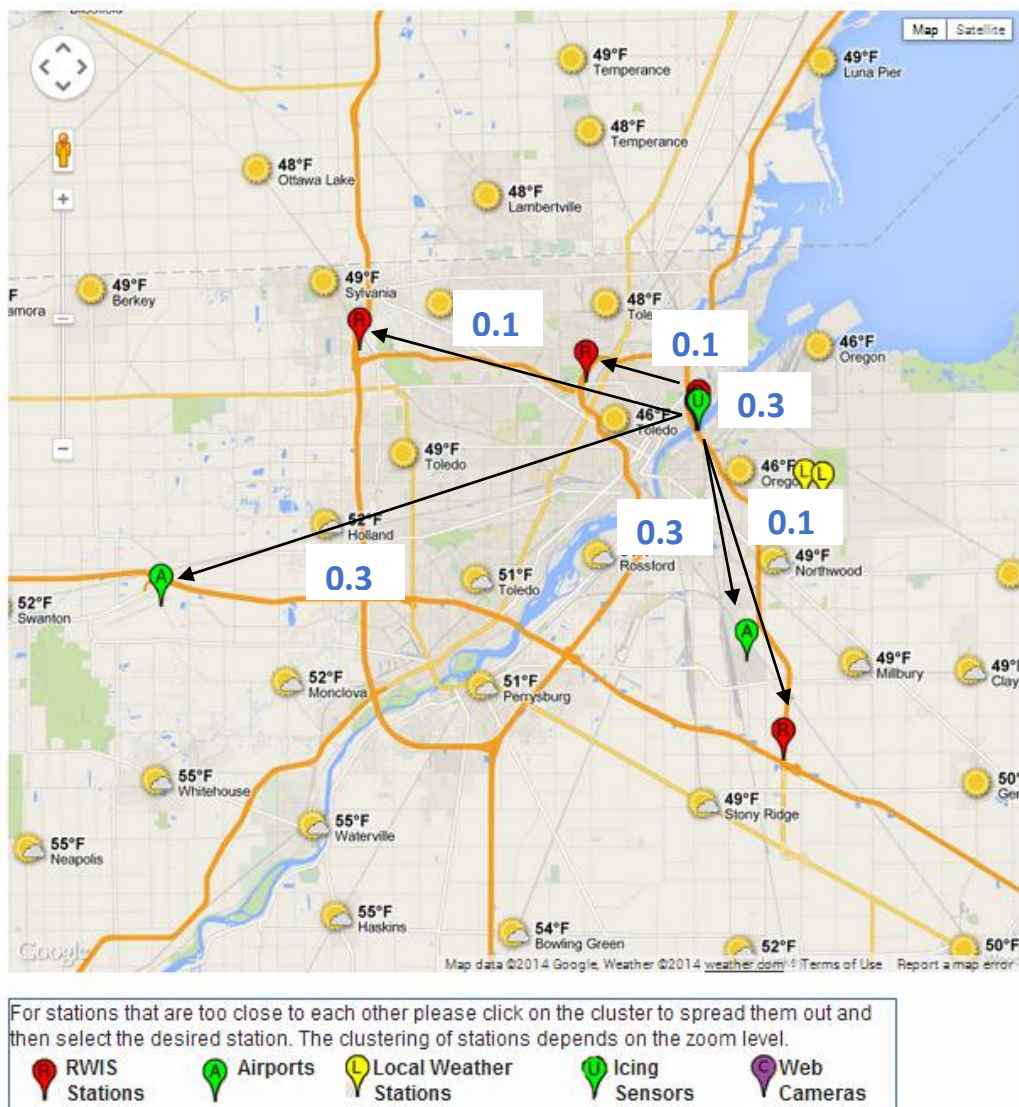 Map Satellite
49°F
Temperance
49°F
Luna Pier
48°F
Temperance
48°F
Ottawa Lake
48°F
Lambertville
49°F
Berkey
F
amora
49°F
Sylvania
48°F
R
0.1
R
0.1
46°F
Oregon
U
0.3
46°F
Toledo
49°F
Toledo
46°F
L L
0.1
52°F
Holland
0.3
Rossford
49°F
Northwood
0.3
51°F
Toledo
A
52°F
Swanton
A
49°F
Millbury
49°F
Clay
52°F
Monclova
51°F
Perrysburg
R
55°F
Whitehouse
49°F
Stony Ridge
50°
Ger
55°F
Waterville
55°F
Neapolis
55°F
Haskins
54°F
Bowling Green
52°F
50°F
Google
Map data ©2014 Google, Weather ©2014 weather.com Terms of Use Report a map error
For stations that are too close to each other please click on the cluster to spread them out and
then select the desired station. The clustering of stations depends on the zoom level.
R RWIS Stations
A Airports
L Local Weather Stations
U Icing Sensors
C Web Cameras